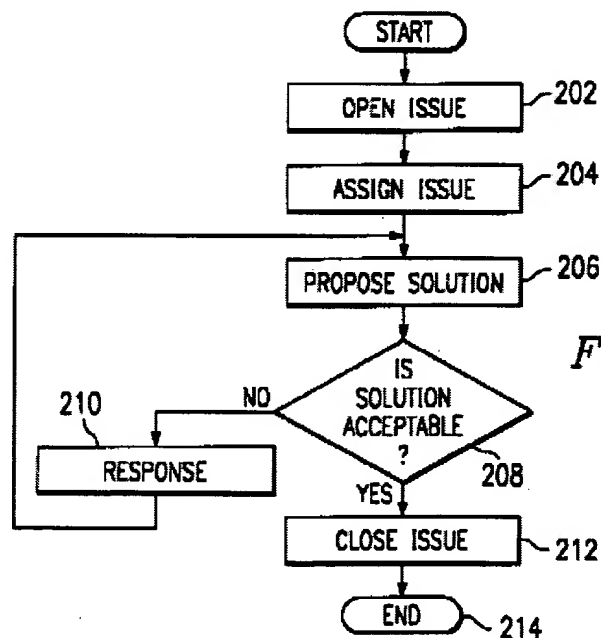 START
OPEN ISSUE
202
ASSIGN ISSUE
204
PROPOSE SOLUTION
206
F
IS
SOLUTION
ACCEPTABLE
?
208
NO
210
RESPONSE
YES
CLOSE ISSUE
212
END
214